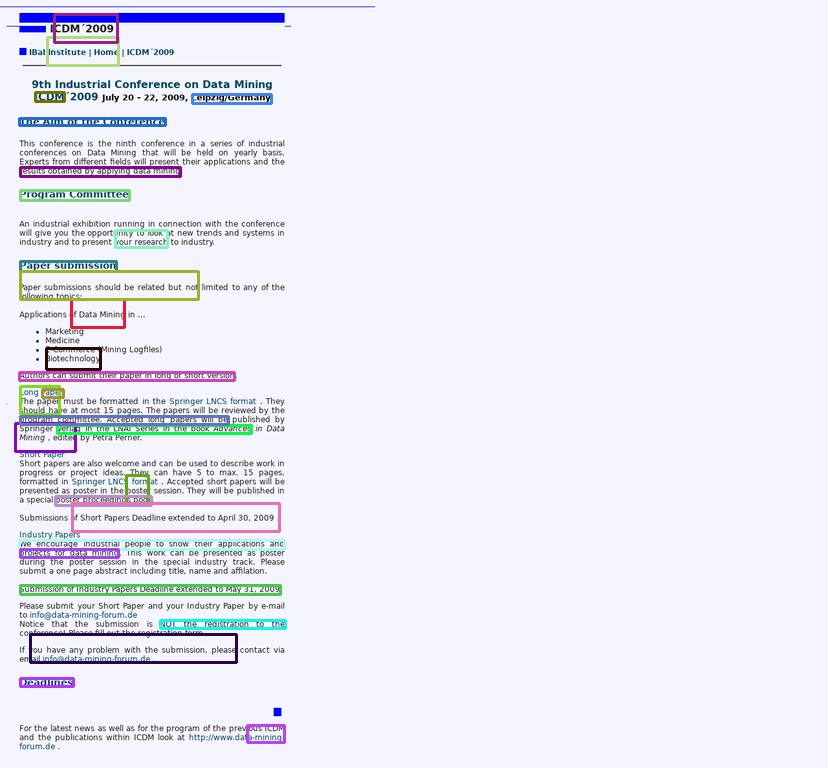 ICDM´2009
IBaI Institute | Home | ICDM´2009
9th Industrial Conference on Data Mining
ICDM´2009 July 20 - 22, 2009, Leipzig/Germany
The Aim of the Conference
This conference is the ninth conference in a series of industrial
conferences on Data Mining that will be held on yearly basis.
Experts from different fields will present their applications and the
results obtained by applying data mining.
Program Committee
An industrial exhibition running in connection with the conference
will give you the opportunity to look at new trends and systems in
industry and to present your research to industry.
Paper submission
Paper submissions should be related but not limited to any of the
following topics:
Applications of Data Mining in ...
Marketing
Medicine
E-Commerce (Mining Logfiles)
Biotechnology
Authors can submit their paper in long or short version.
Long Paper
The paper must be formatted in the Springer LNCS format . They
should have at most 15 pages. The papers will be reviewed by the
program committee. Accepted long papers will be published by
Springer Verlag in the LNAI Series in the book Advances in Data
Mining , edited by Petra Perner.
Short Paper
Short papers are also welcome and can be used to describe work in
progress or project ideas. They can have 5 to max. 15 pages,
formatted in Springer LNCS format . Accepted short papers will be
presented as poster in the poster session. They will be published in
a special poster proceedings book.
Submissions of Short Papers Deadline extended to April 30, 2009 .
Industry Papers
We encourage industrial people to show their applications and
projects for data mining. This work can be presented as poster
during the poster session in the special industry track. Please
submit a one page abstract including title, name and affilation.
Submission of Industry Papers Deadline extended to May 31, 2009.
Please submit your Short Paper and your Industry Paper by e-mail
to info@data-mining-forum.de
Notice that the submission is NOT the registration to the
conference! Please fill out the registration form.
If you have any problem with the submission, please contact via
email info@data-mining-forum.de .
Deadlines
For the latest news as well as for the program of the previous ICDM
and the publications within ICDM look at http://www.data-mining-
forum.de .